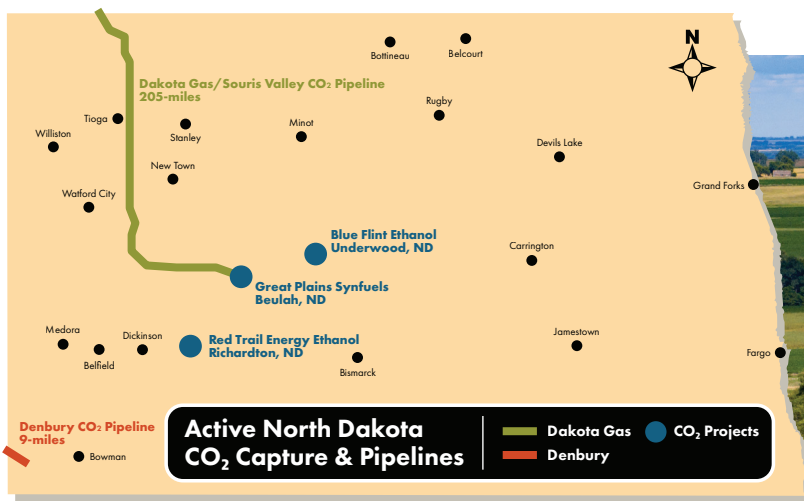 N
Bottineau
Belcourt
Dakota Gas/Souris Valley CO₂ Pipeline
205-miles
Rugby
Tioga
Stanley
Minot
Williston
Devils Lake
New Town
Grand Forks
Watford City
Blue Flint Ethanol
Underwood, ND
Carrington
Great Plains Synfuels
Beulah, ND
Medora
Dickinson
Red Trail Energy Ethanol
Richardton, ND
Jamestown
Fargo
Belfield
Bismarck
Denbury CO₂ Pipeline
9-miles
Bowman
Active North Dakota
CO₂ Capture & Pipelines
Dakota Gas
CO₂ Projects
Denbury